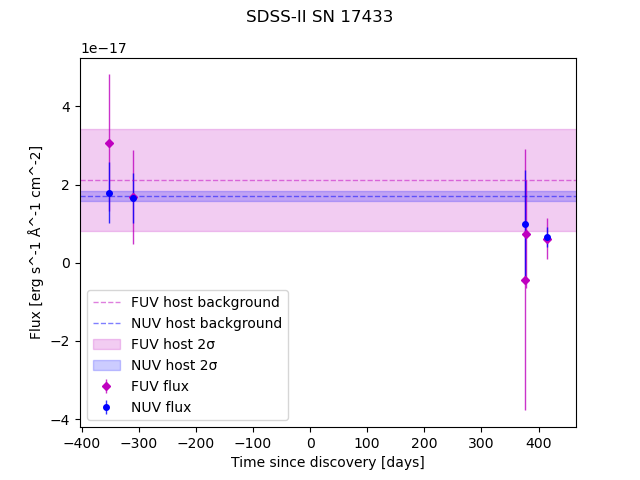 SDSS-II SN 17433
1e−17
Flux [erg s^-1 Å^-1 cm^-2]
4
2
0
−2
−4
FUV host background
NUV host background
FUV host 2σ
NUV host 2σ
FUV flux
NUV flux
−400 −300 −200 −100 0 100 200 300 400
Time since discovery [days]